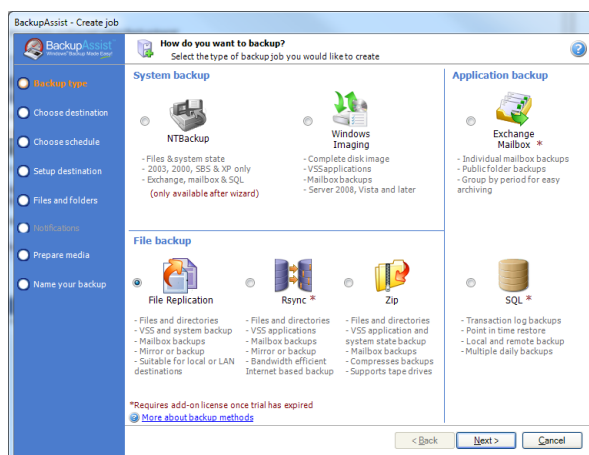 BackupAssist - Create job
BackupAssist
Windows Backup Made Easy!
How do you want to backup?
Select the type of backup job you would like to create
Backup type
Choose destination
Choose schedule
Setup destination
Files and folders
Notifications
Prepare media
Name your backup
System backup
NTBackup
- Files & system state
- 2003, 2000, SBS & XP only
- Exchange, mailbox & SQL
(only available after wizard)
Windows
Imaging
- Complete disk image
- VSS applications
- Mailbox backups
- Server 2008, Vista and later
Application backup
Exchange
Mailbox *
- Individual mailbox backups
- Public folder backups
- Group by period for easy
archiving
File backup
File Replication
- Files and directories
- VSS and system backup
- Mailbox backups
- Mirror or backup
- Suitable for local or LAN
destinations
Rsync *
- Files and directories
- VSS applications
- Mailbox backups
- Mirror or backup
- Bandwidth efficient
Internet based backup
Zip
- Files and directories
- VSS application and
system state backup
- Mailbox backups
- Compresses backups
- Supports tape drives
SQL *
- Transaction log backups
- Point in time restore
- Local and remote backup
- Multiple daily backups
*Requires add-on license once trial has expired
More about backup methods
< Back
Next >
Cancel